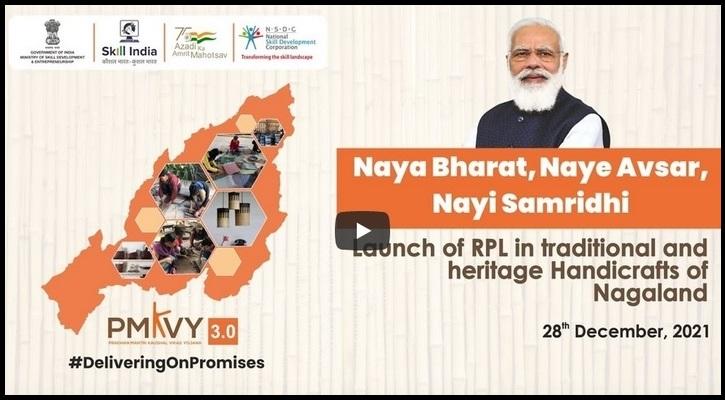 GOVERNMENT OF INDIA
MINISTRY OF SKILL DEVELOPMENT
& ENTREPRENEURSHIP
Skill India
कौशल भारत-कुशल भारत
75
Azadi Ka
Amrit Mahotsav
N·S·D·C
National
Skill Development
Corporation
Transforming the skill landscape
Naya Bharat, Naye Avsar,
Nayi Samridhi
Launch of RPL in traditional and
heritage Handicrafts of
Nagaland
28th December, 2021
PMKVY 3.0
PRADHAN MANTRI KAUSHAL VIKAS YOJANA
#DeliveringOnPromises